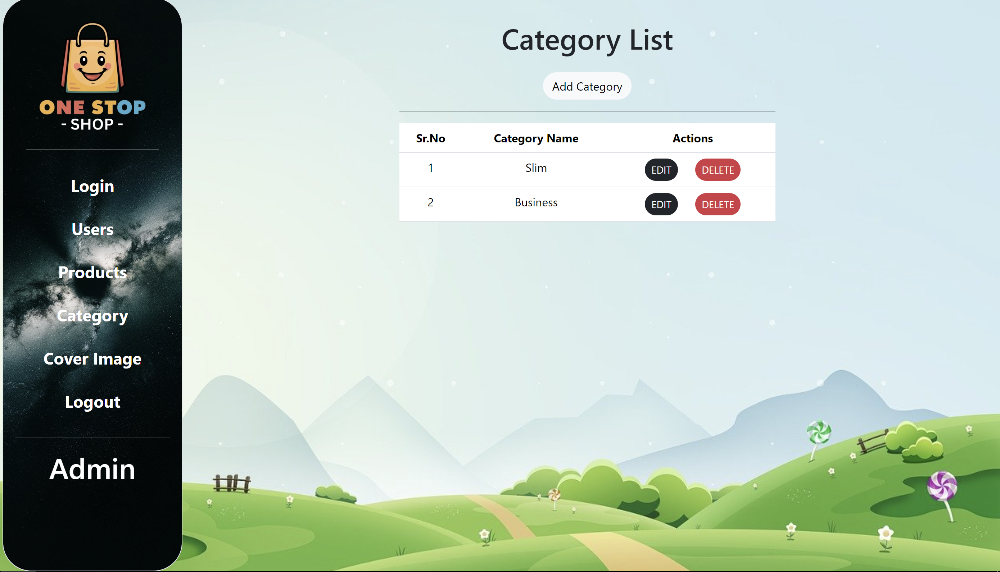 ONE STOP
- SHOP -
Login
Users
Products
Category
Cover Image
Logout
Admin
Category List
Add Category
Sr.No Category Name Actions
1 Slim EDIT DELETE
2 Business EDIT DELETE